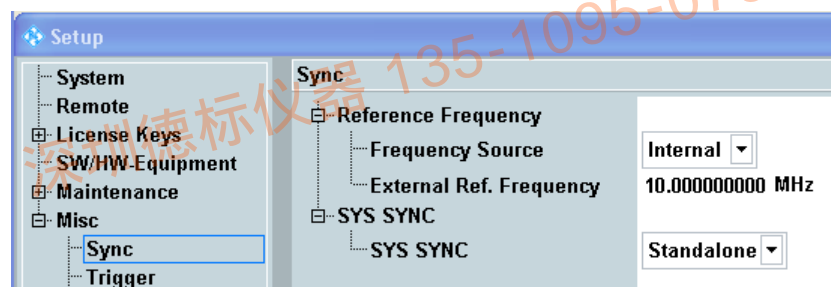 Setup
System
Remote
License Keys
SW/HW-Equipment
Maintenance
Misc
Sync
Trigger
Sync
Reference Frequency
Frequency Source
Internal
External Ref. Frequency
10.000000000 MHz
SYS SYNC
SYS SYNC
Standalone
深圳德标仪器 135-1095-07